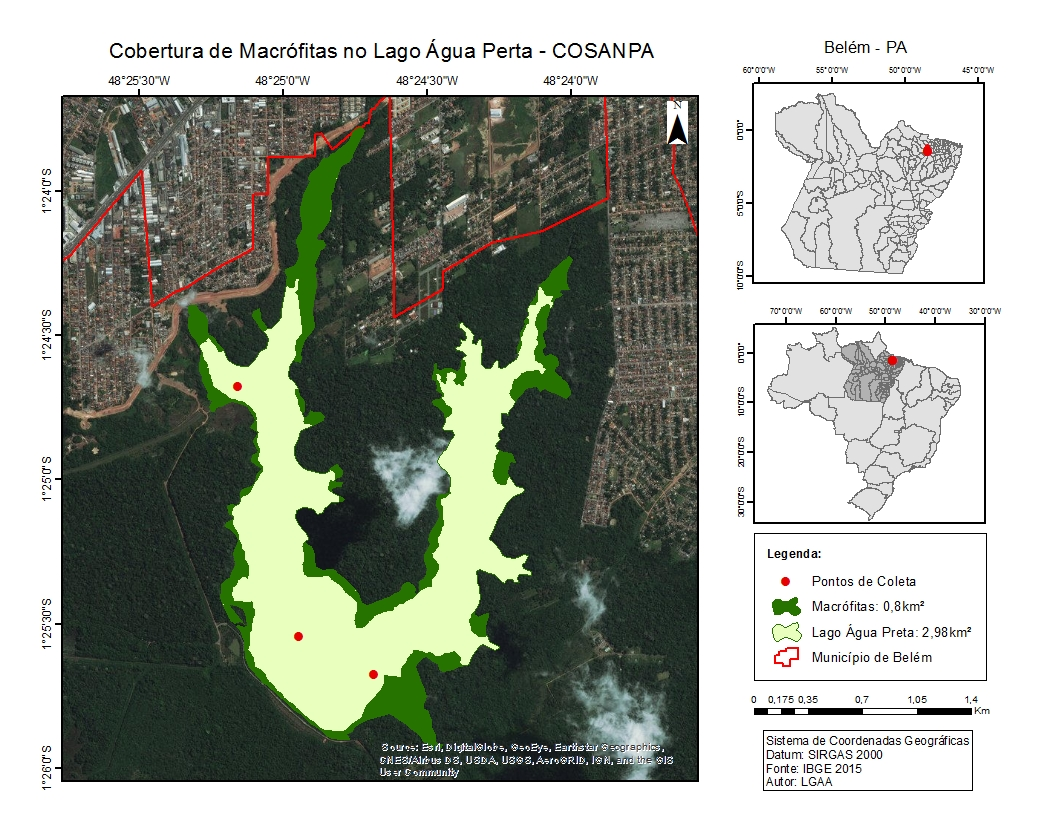 Cobertura de Macrófitas no Lago Água Perta - COSANPA
48°25'30"W 48°25'0"W 48°24'30"W 48°24'0"W
N
1°24'0"S
1°24'30"S
1°25'0"S
1°25'30"S
1°26'0"S
Source: Esri, DigitalGlobe, GeoEye, Earthstar Geographics,
CNES/Airbus DS, USDA, USGS, AeroGRID, IGN, and the GIS
User Community
Belém - PA
60°0'0"W 55°0'0"W 50°0'0"W 45°0'0"W
0°0'0"
5°0'0"S
10°0'0"S
70°0'0"W 60°0'0"W 50°0'0"W 40°0'0"W 30°0'0"W
0°0'0"
10°0'0"S
20°0'0"S
30°0'0"S
Legenda:
Pontos de Coleta
Macrófitas: 0,8km²
Lago Água Preta: 2,98km²
Município de Belém
0 0,175 0,35 0,7 1,05 1,4
Km
Sistema de Coordenadas Geográficas
Datum: SIRGAS 2000
Fonte: IBGE 2015
Autor: LGAA